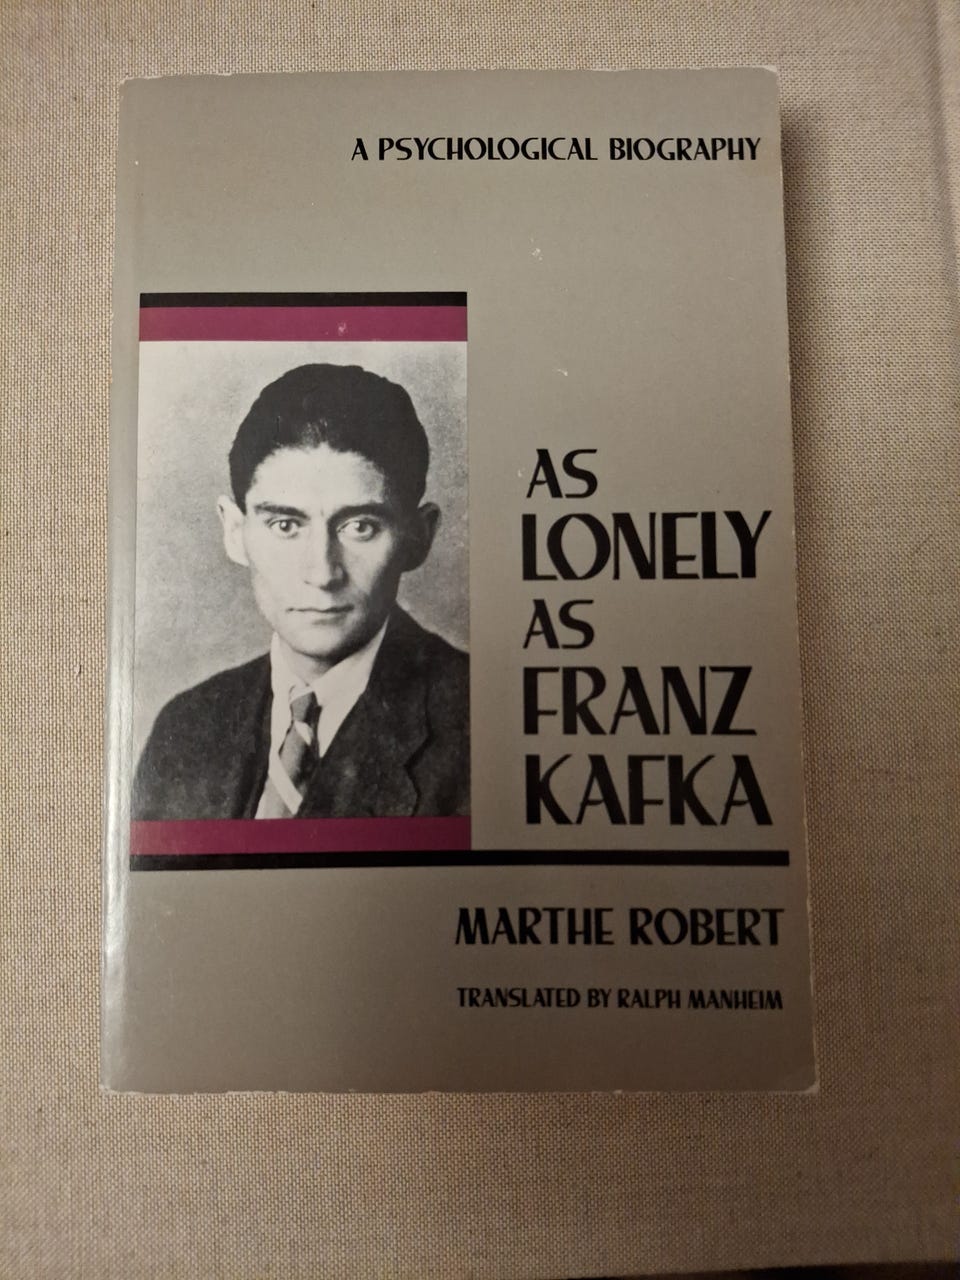 A PSYCHOLOGICAL BIOGRAPHY
AS
LONELY
AS
FRANZ
KAFKA
MARTHE ROBERT
TRANSLATED BY RALPH MANHEIM